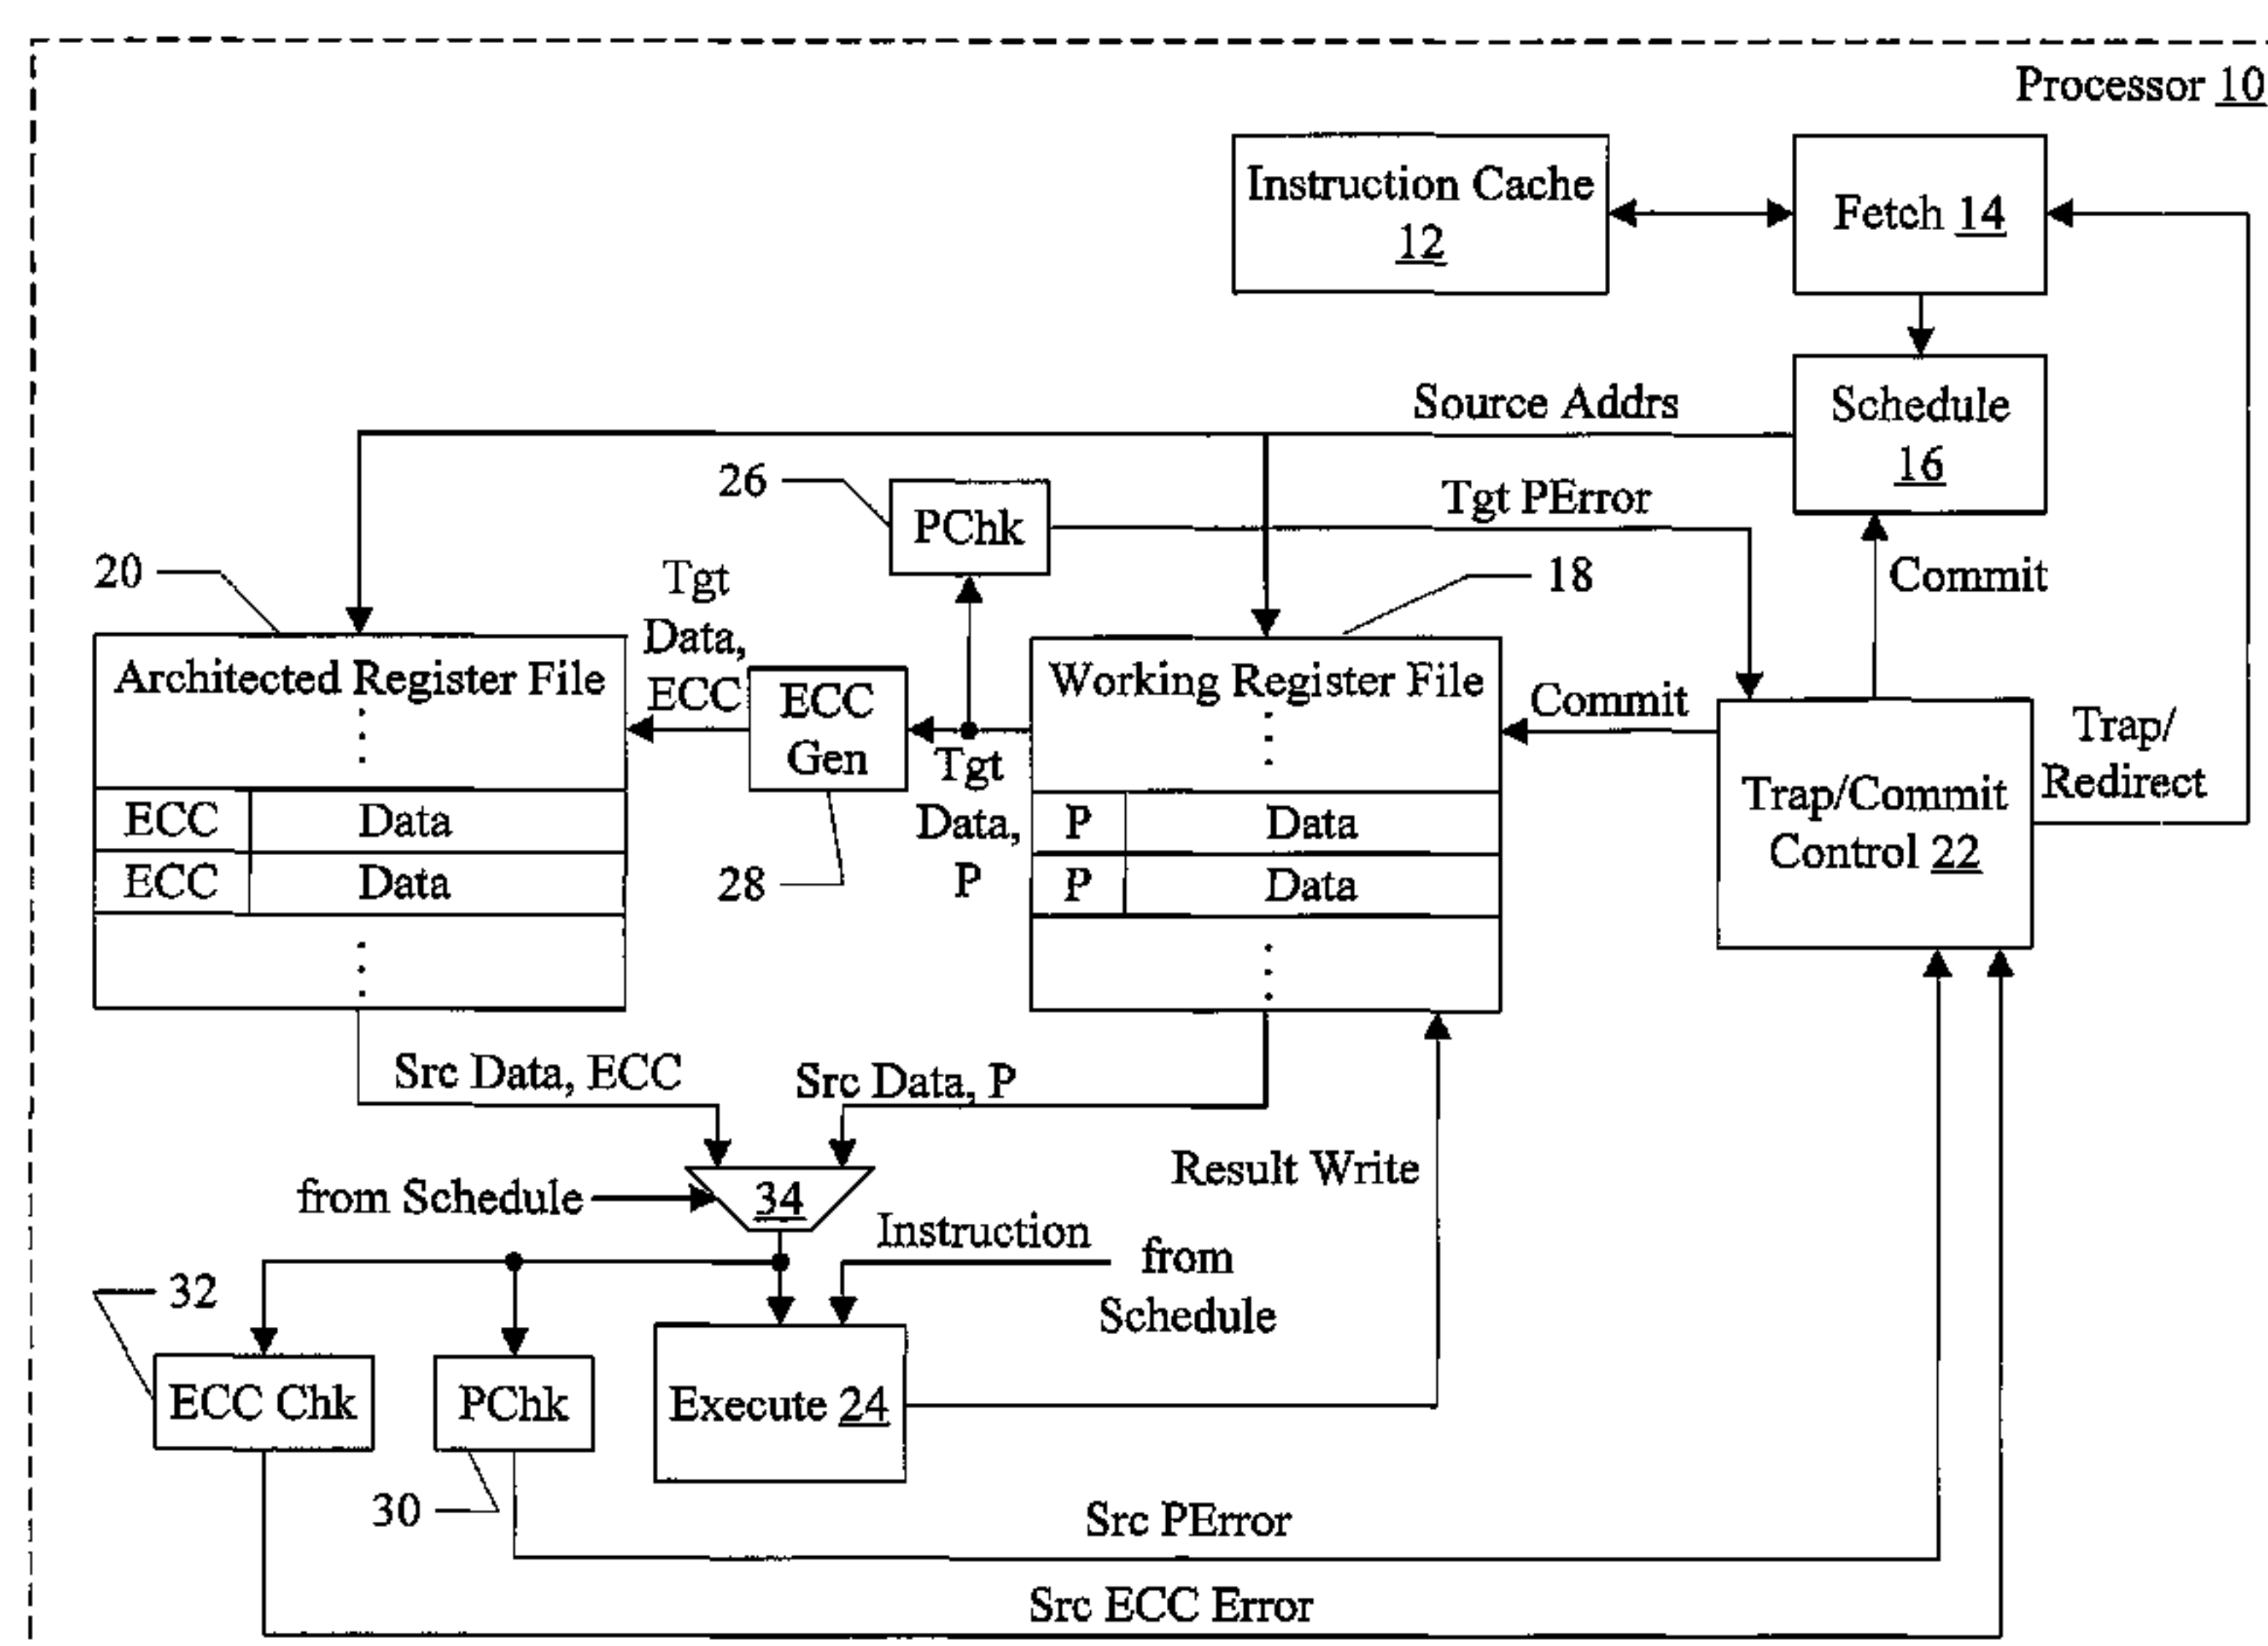 Processor 10
Instruction Cache
12
Fetch 14
Source Addrs
Schedule
16
26
PChk
Tgt PError
Commit
20
Tgt
Data,
ECC
18
Architected Register File
ECC
Gen
Working Register File
Commit
Trap/
Redirect
Tgt
Data,
P
Trap/Commit
Control 22
ECC Data
ECC Data
28
P Data
P Data
Src Data, ECC
Src Data, P
Result Write
from Schedule
34
Instruction
from
Schedule
32
ECC Chk
PChk
Execute 24
30
Src PError
Src ECC Error